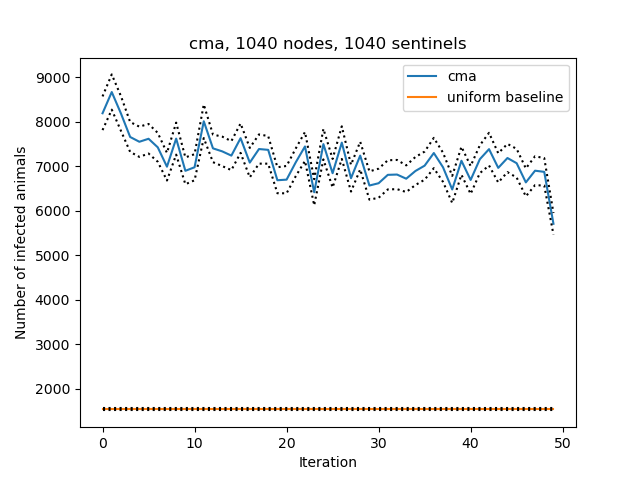 cma, 1040 nodes, 1040 sentinels
cma
uniform baseline
Number of infected animals
9000
8000
7000
6000
5000
4000
3000
2000
0 10 20 30 40 50
Iteration